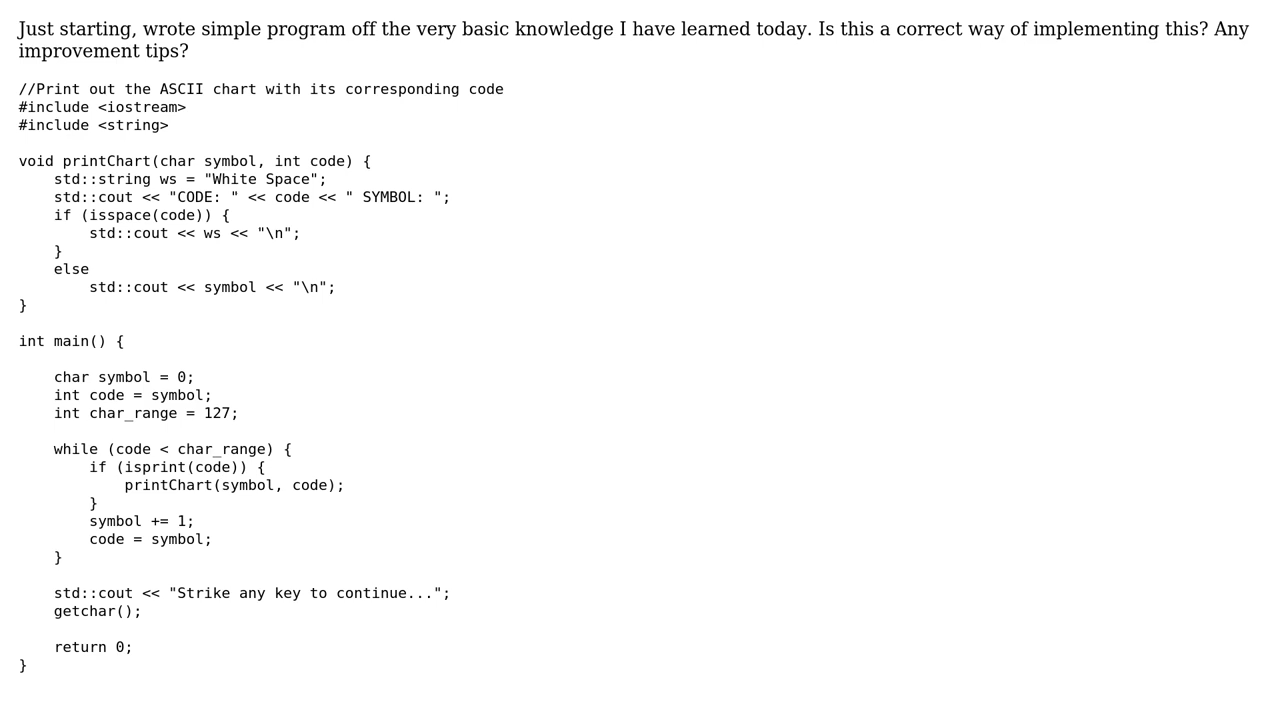 Just starting, wrote simple program off the very basic knowledge I have learned today. Is this a correct way of implementing this? Any
improvement tips?
//Print out the ASCII chart with its corresponding code
#include <iostream>
#include <string>
void printChart(char symbol, int code) {
    std::string ws = "White Space";
    std::cout << "CODE: " << code << " SYMBOL: ";
    if (isspace(code)) {
        std::cout << ws << "\n";
    }
    else
        std::cout << symbol << "\n";
}
int main() {
    char symbol = 0;
    int code = symbol;
    int char_range = 127;
    while (code < char_range) {
        if (isprint(code)) {
            printChart(symbol, code);
        }
        symbol += 1;
        code = symbol;
    }
    std::cout << "Strike any key to continue...";
    getchar();
    return 0;
}